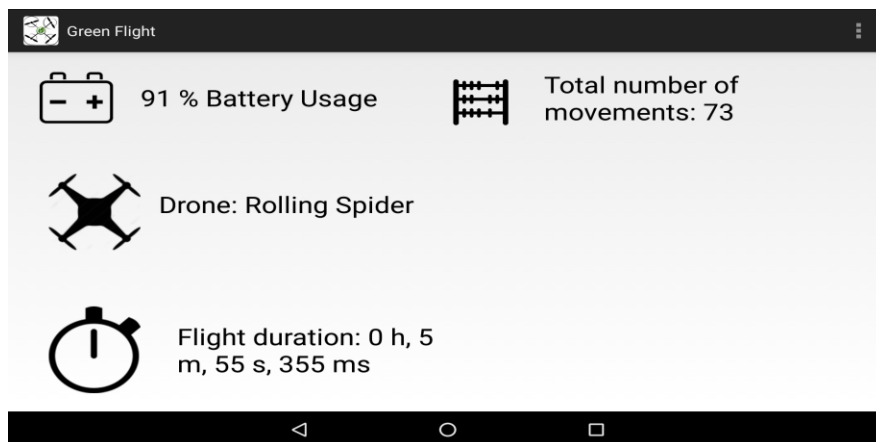 Green Flight
91 % Battery Usage
Total number of
movements: 73
Drone: Rolling Spider
Flight duration: 0 h, 5
m, 55 s, 355 ms